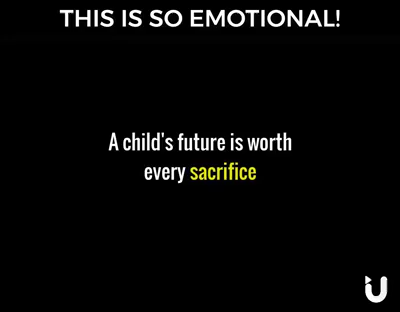 THIS IS SO EMOTIONAL!
A child's future is worth
every sacrifice
U